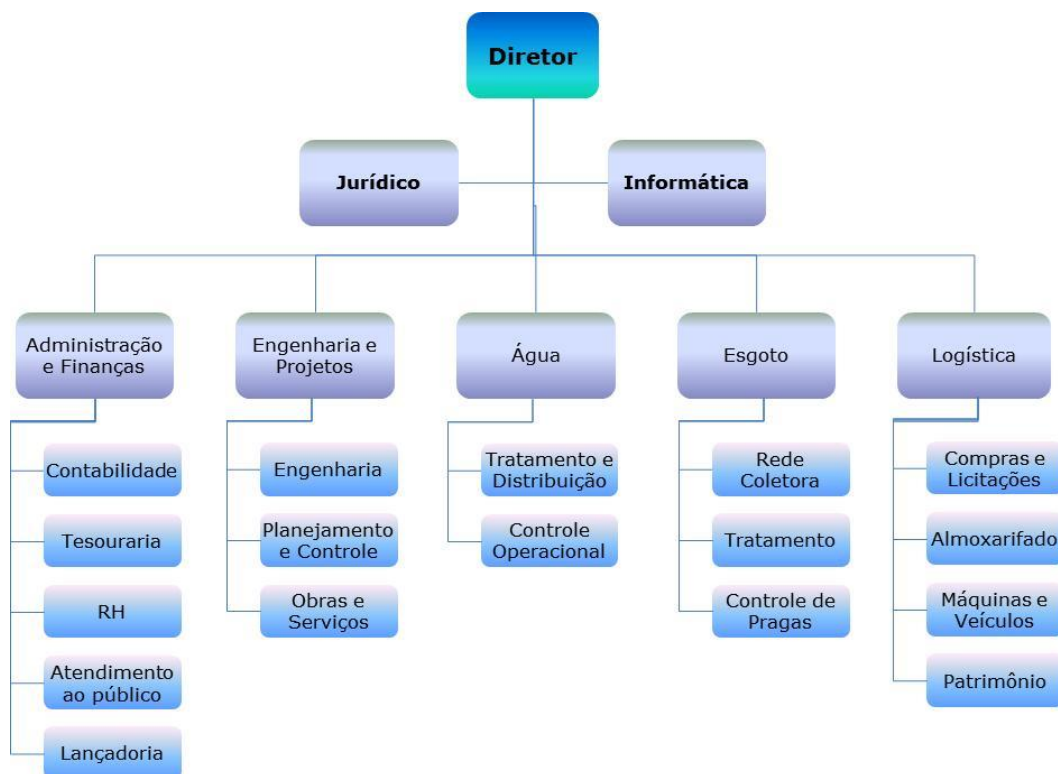 Diretor
Jurídico
Informática
Administração
e Finanças
Engenharia e
Projetos
Água
Esgoto
Logística
Contabilidade
Tesouraria
RH
Atendimento
ao público
Lançadoria
Engenharia
Planejamento
e Controle
Obras e
Serviços
Tratamento e
Distribuição
Controle
Operacional
Rede
Coletora
Tratamento
Controle de
Pragas
Compras e
Licitações
Almoxarifado
Máquinas e
Veículos
Patrimônio